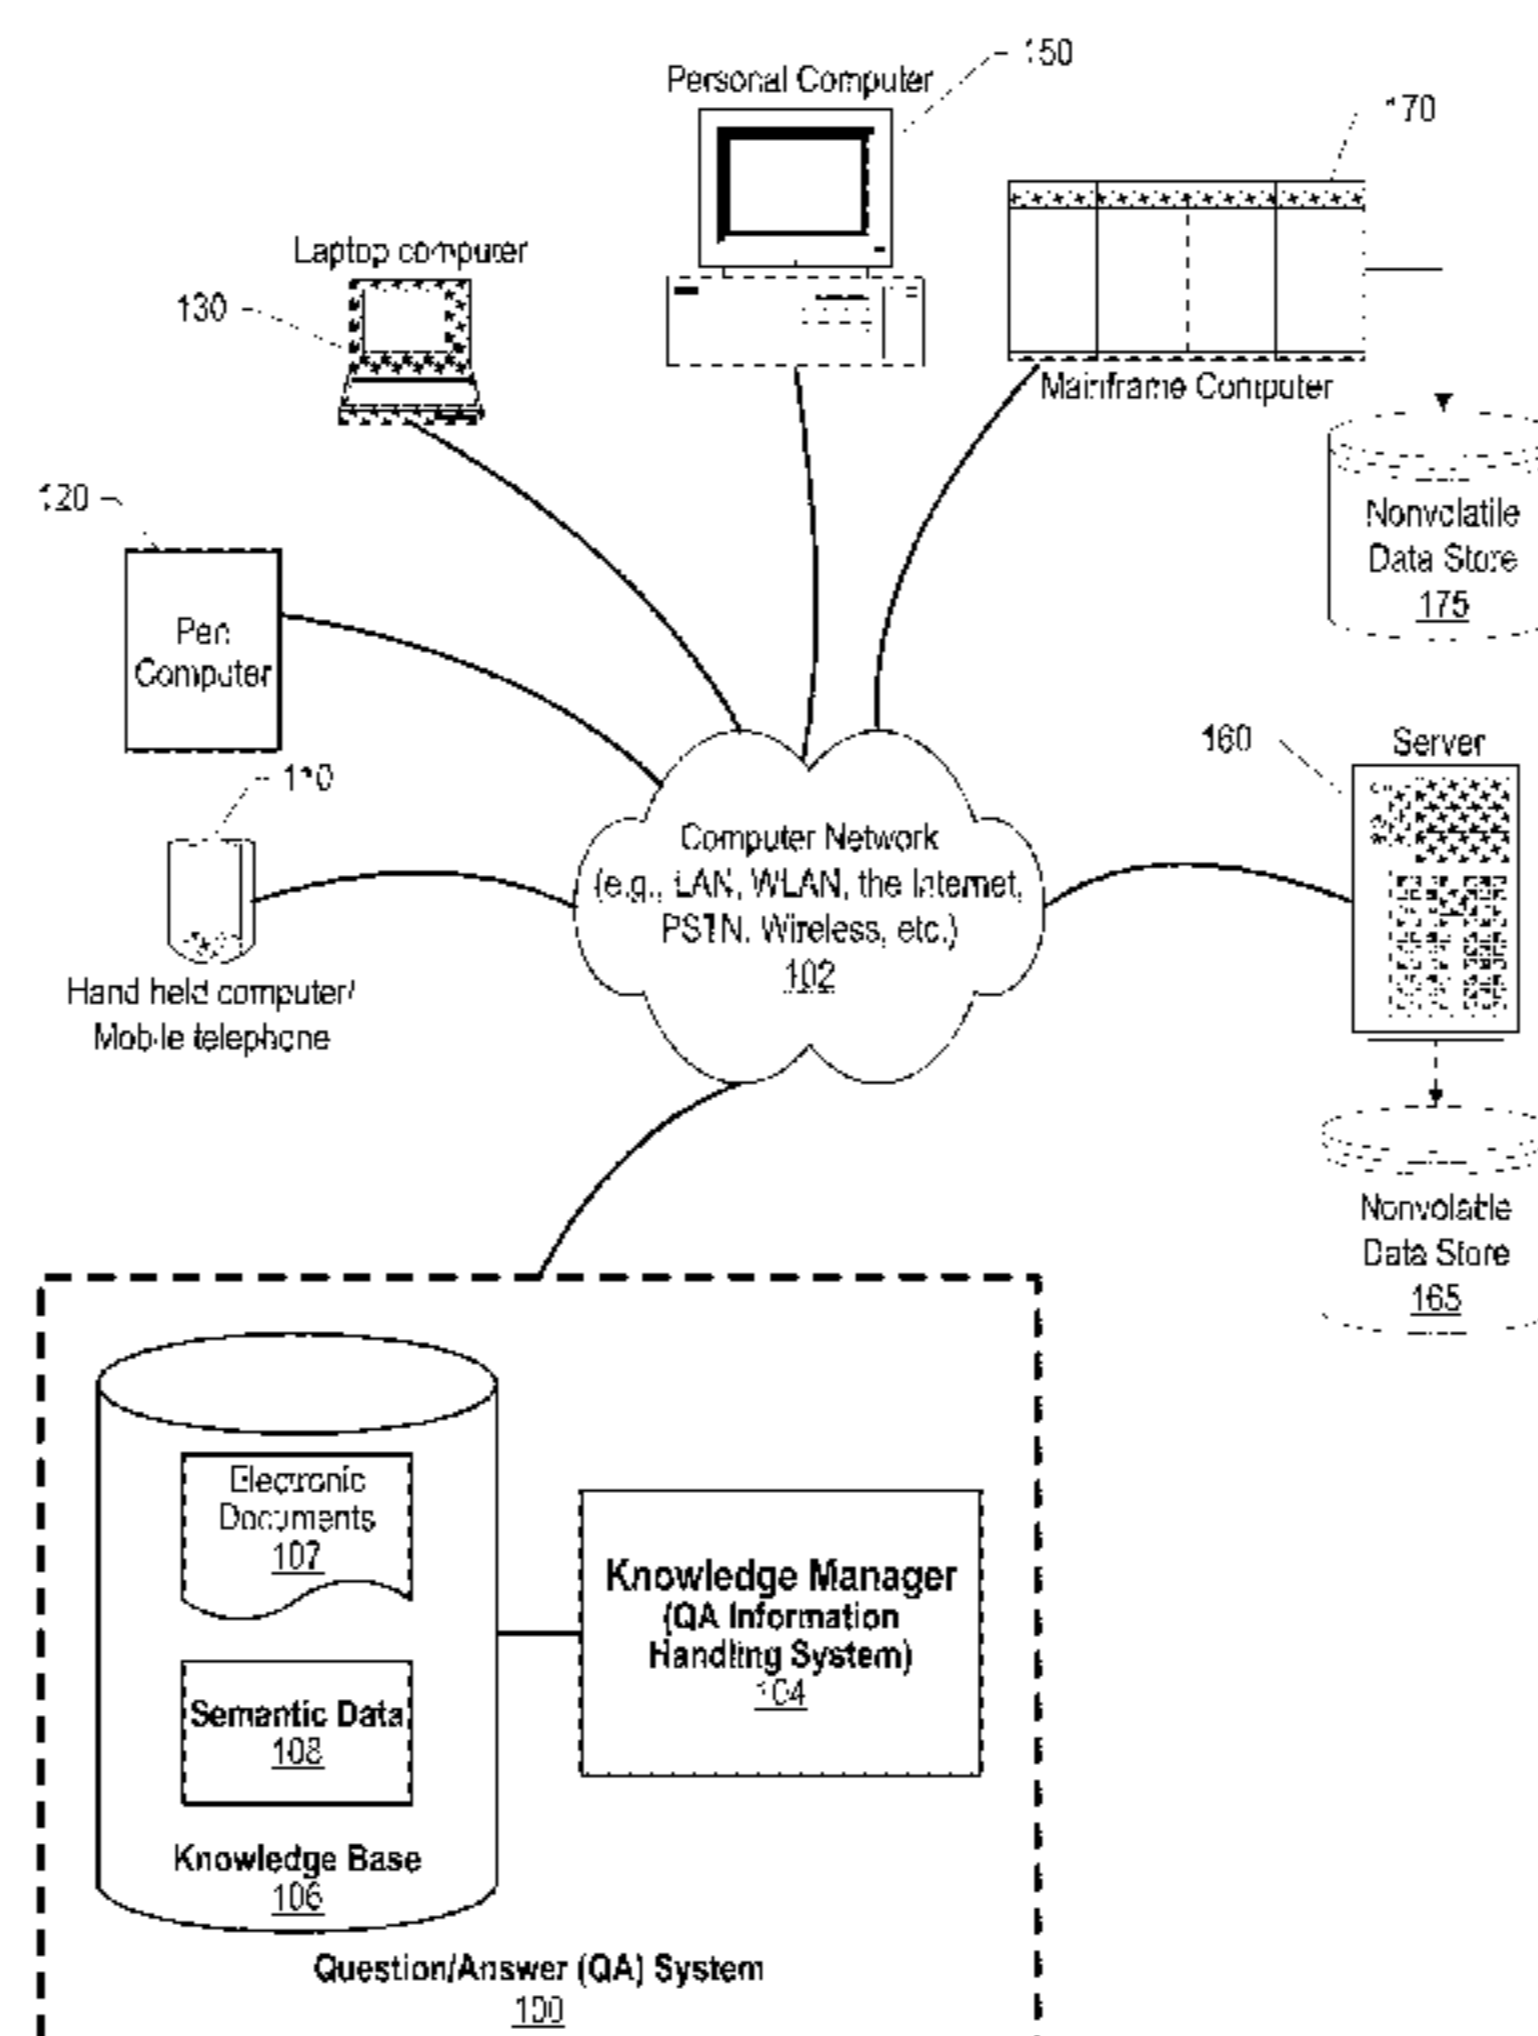 150
Personal Computer
170
Laptop computer
130
Mainframe Computer
120
Nonvolatile
Data Store
175
Pen
Computer
160
Server
110
Computer Network
(e.g., LAN, WLAN, the Internet,
PSTN, Wireless, etc.)
102
Hand held computer/
Mobile telephone
Nonvolatile
Data Store
165
Electronic
Documents
107
Knowledge Manager
(QA Information
Handling System)
104
Semantic Data
108
Knowledge Base
106
Question/Answer (QA) System
100